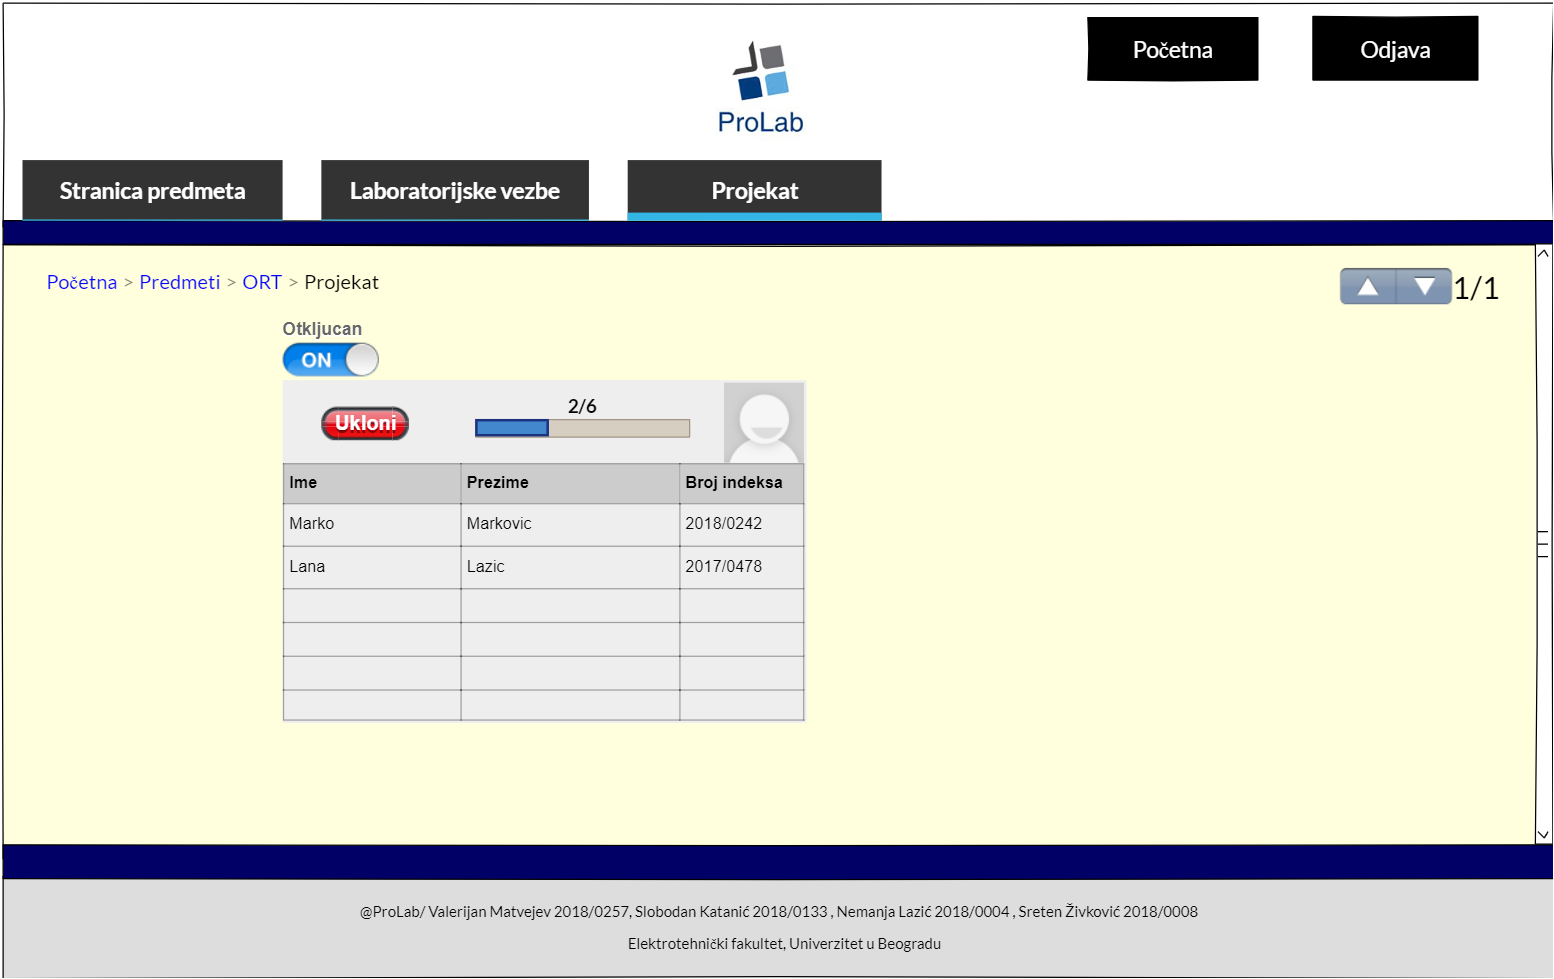 Početna
Odjava
ProLab
Stranica predmeta
Laboratorijske vezbe
Projekat
Početna > Predmeti > ORT > Projekat
1/1
Otkljucan
ON
Ukloni
2/6
Ime Prezime Broj indeksa
Marko Markovic 2018/0242
Lana Lazic 2017/0478
@ProLab/ Valerijan Matvejev 2018/0257, Slobodan Katanić 2018/0133 , Nemanja Lazić 2018/0004 , Sreten Živković 2018/0008
Elektrotehnički fakultet, Univerzitet u Beogradu